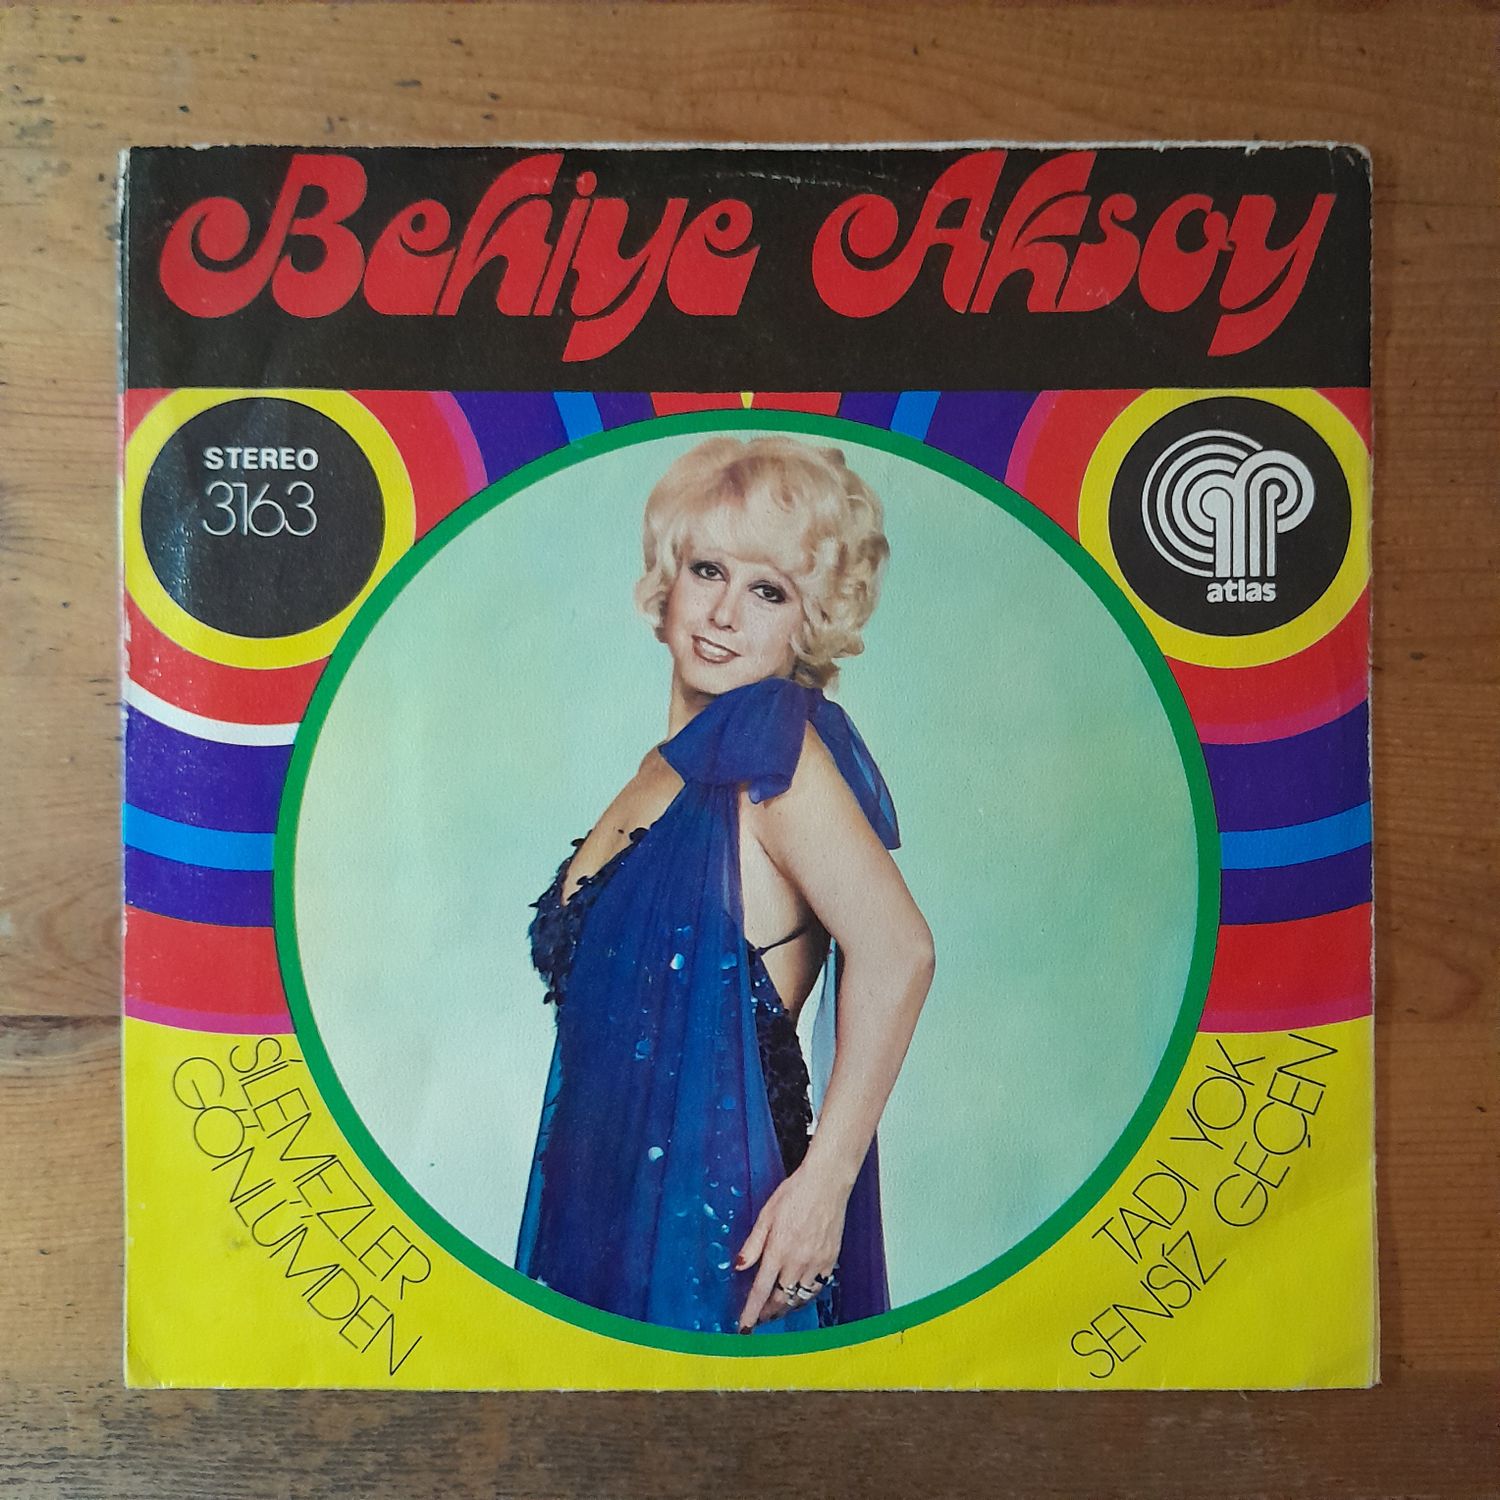 Behiye Aksoy
STEREO
3163
atlas
SİLEMEZLER
GÖNLÜMDEN
TADI YOK
SENSİZ GEÇEN